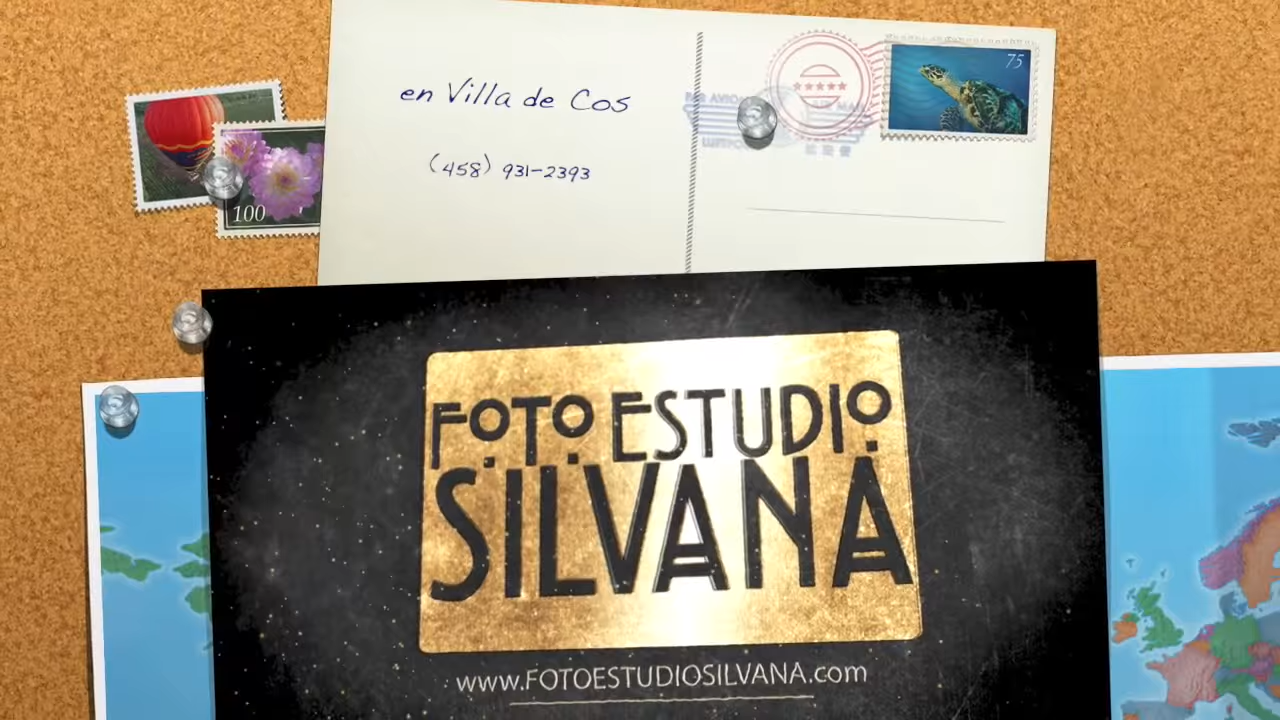 en Villa de Cos
(458) 931-2393
75
100
FOTO ESTUDIO
SILVANA
www.FOTOESTUDIOSILVANA.com